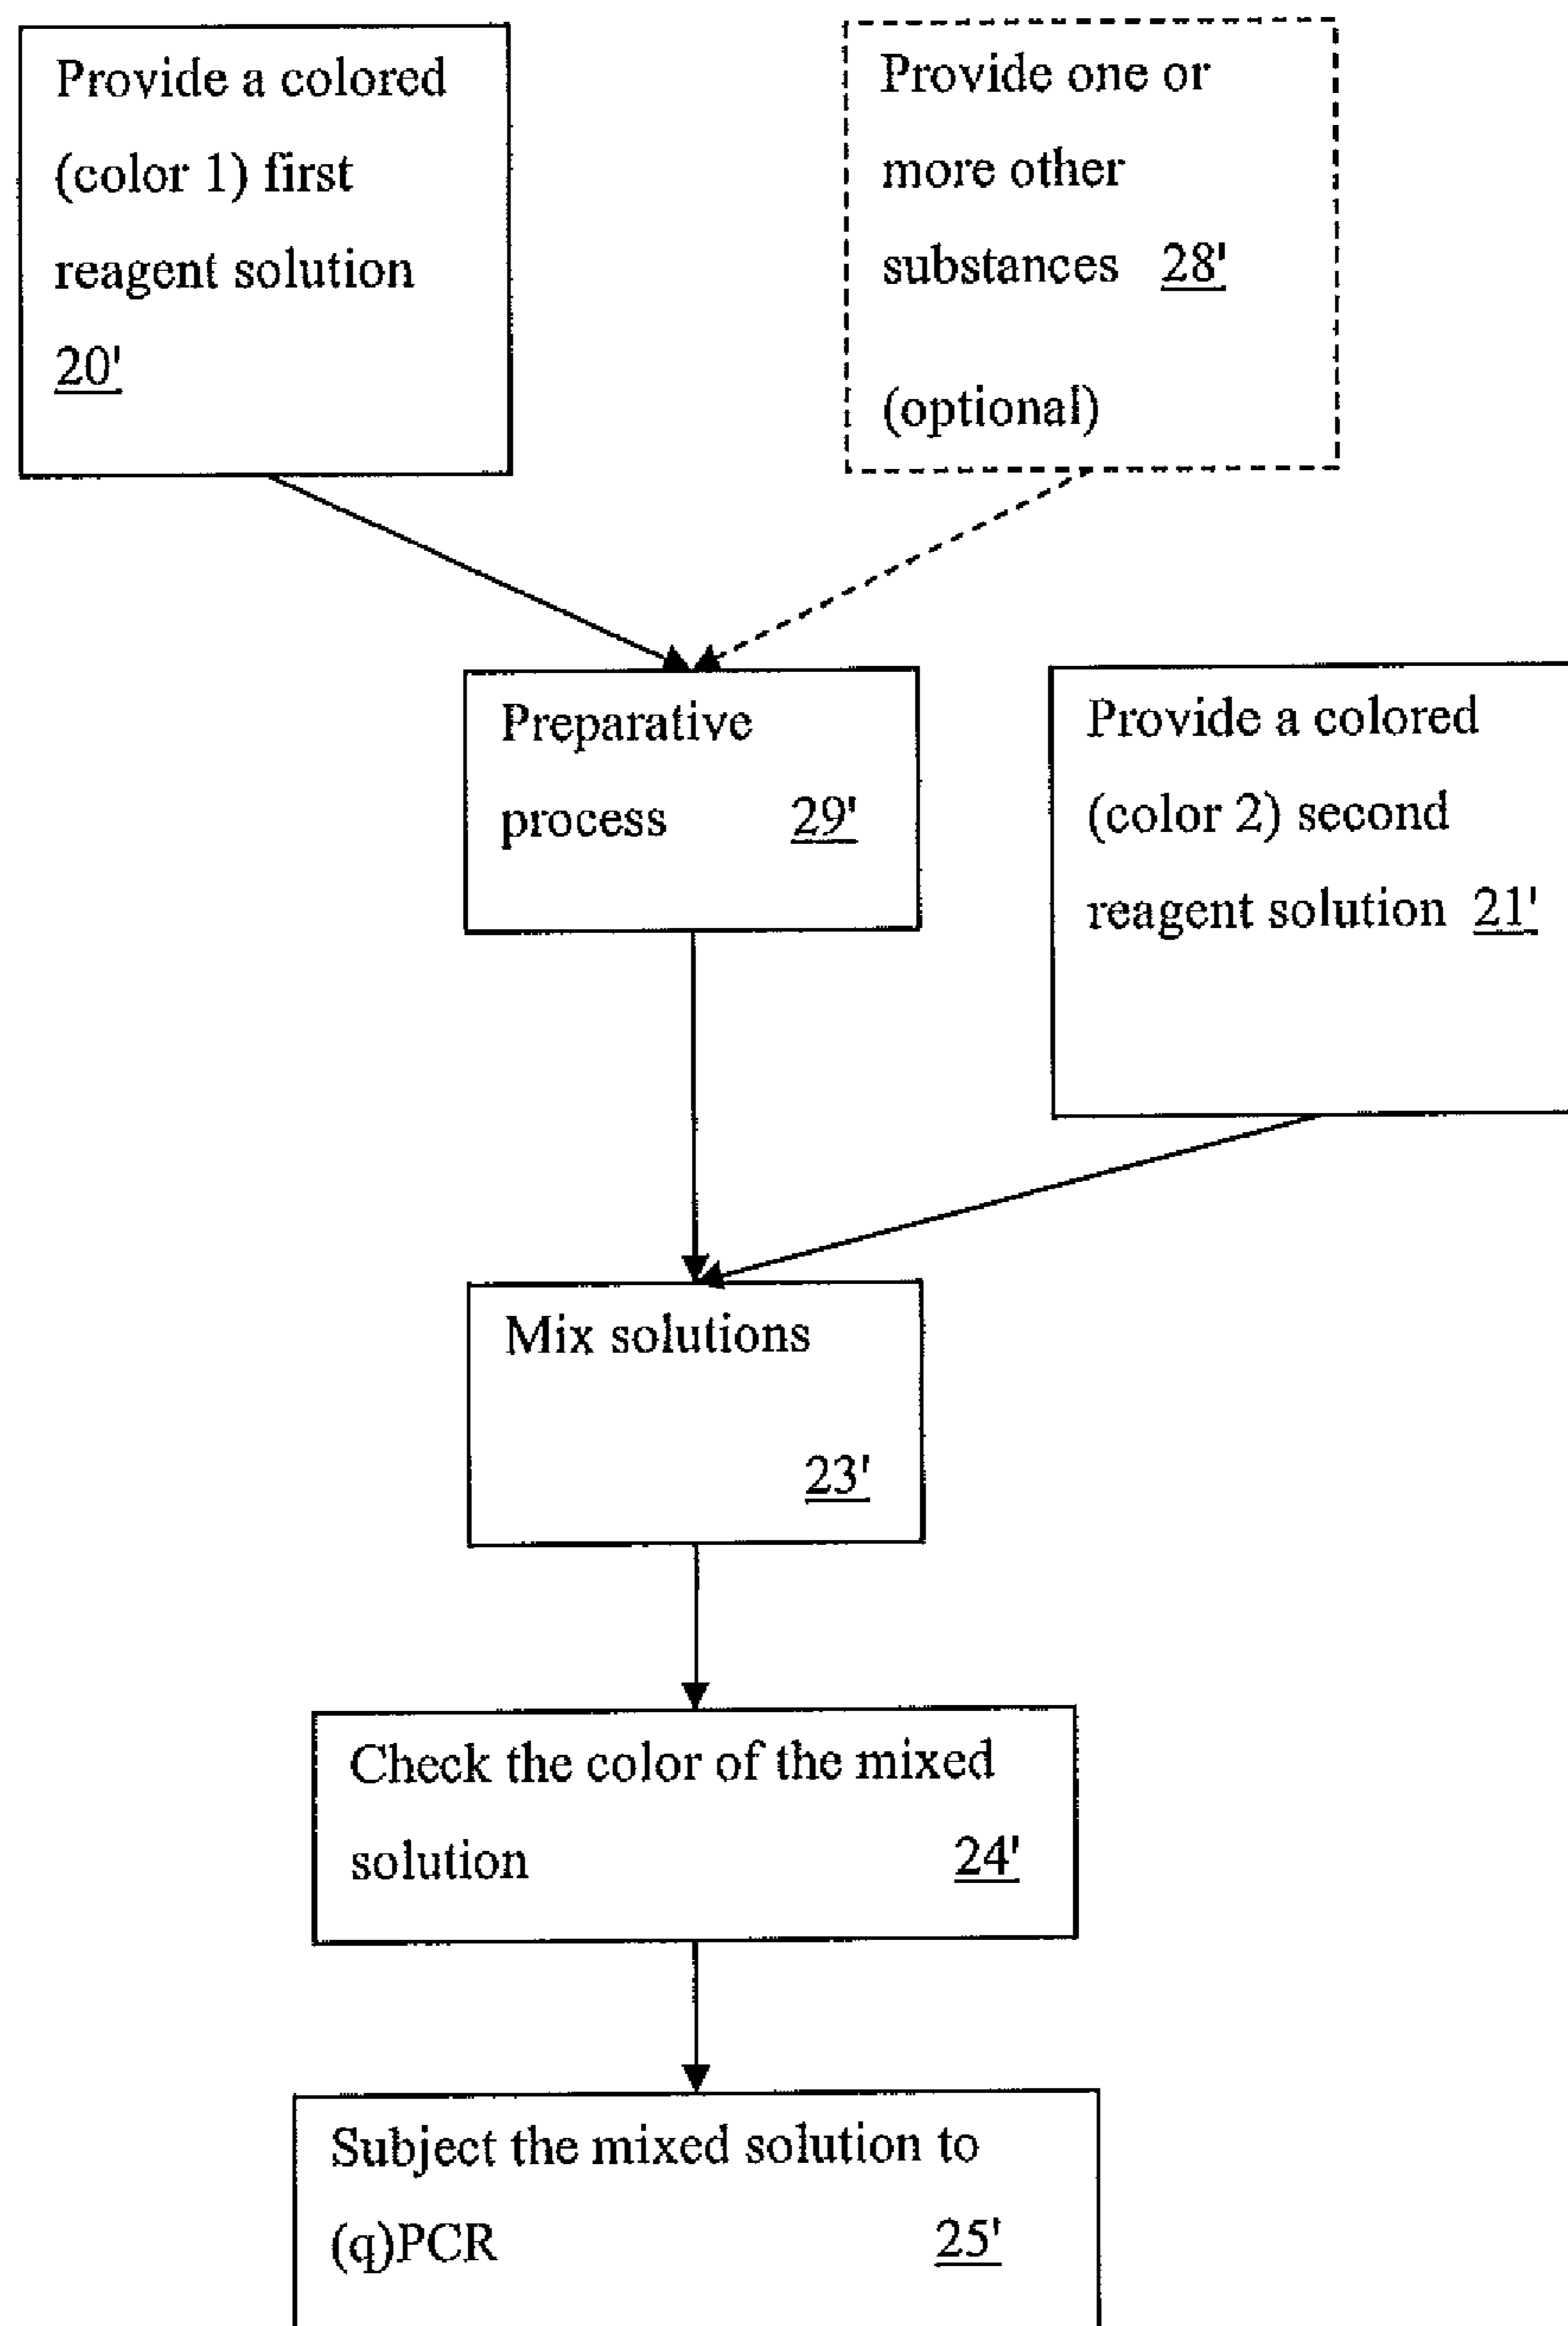 Provide a colored
(color 1) first
reagent solution
20'
Provide one or
more other
substances 28'
(optional)
Preparative
process 29'
Provide a colored
(color 2) second
reagent solution 21'
Mix solutions
23'
Check the color of the mixed
solution 24'
Subject the mixed solution to
(q)PCR 25'